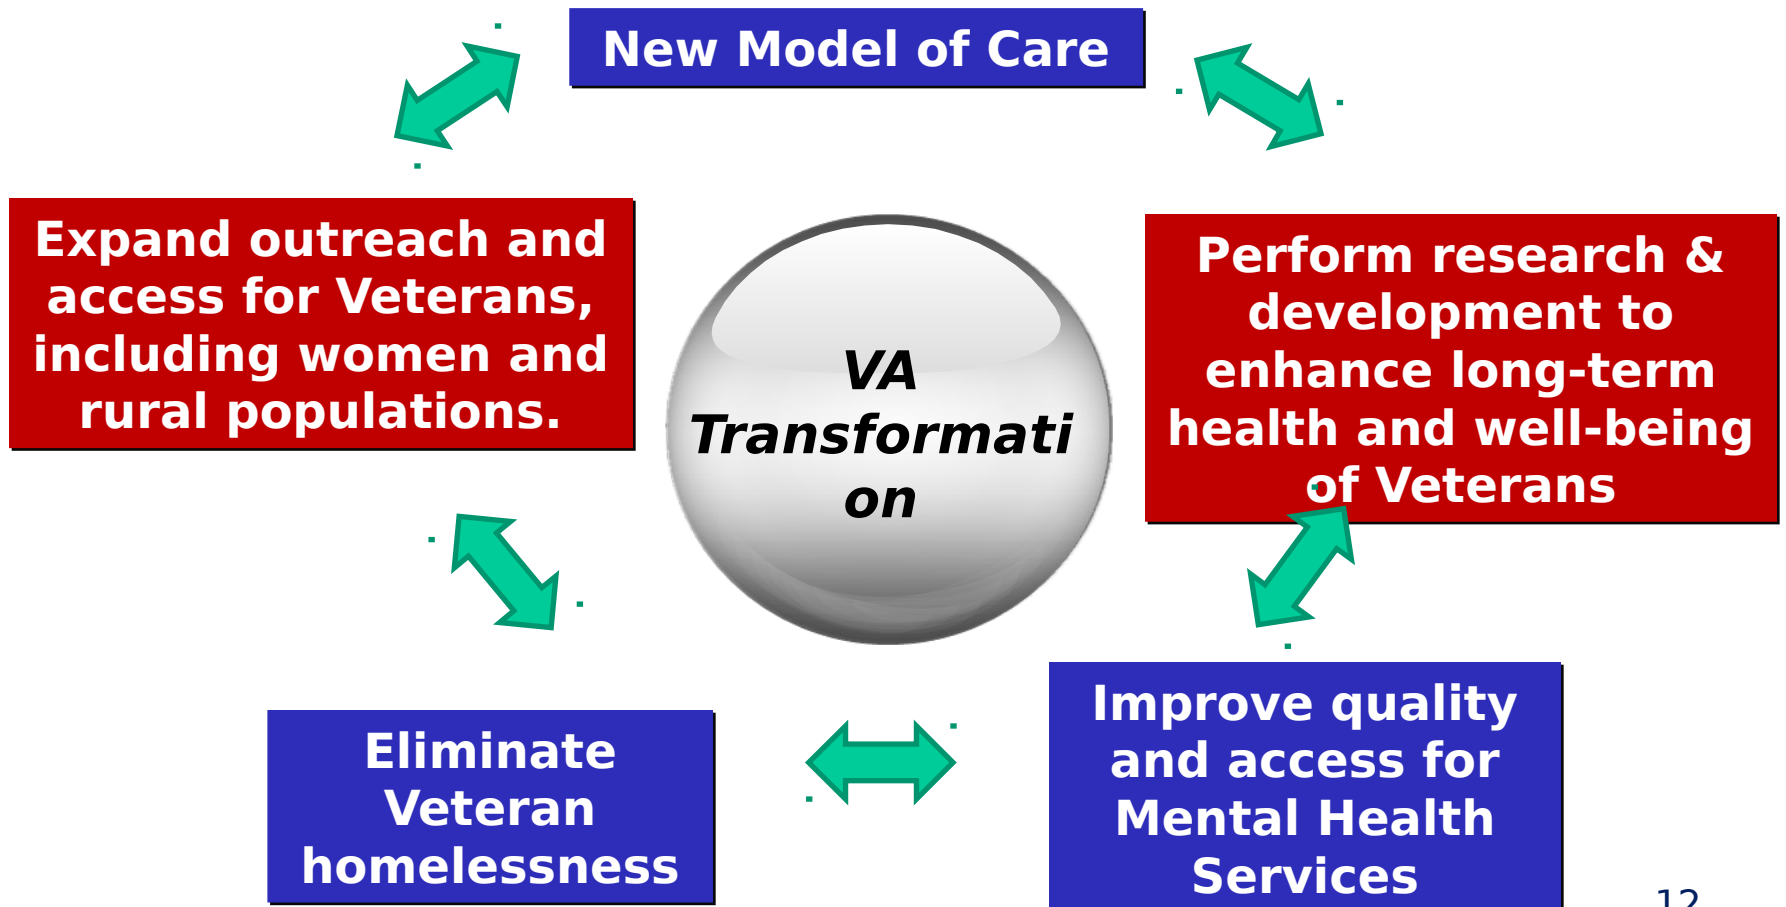 New Model of Care
Expand outreach and
access for Veterans,
including women and
rural populations.
VA
Transformati
on
Perform research &
development to
enhance long-term
health and well-being
of Veterans
Eliminate
Veteran
homelessness
Improve quality
and access for
Mental Health
Services
12